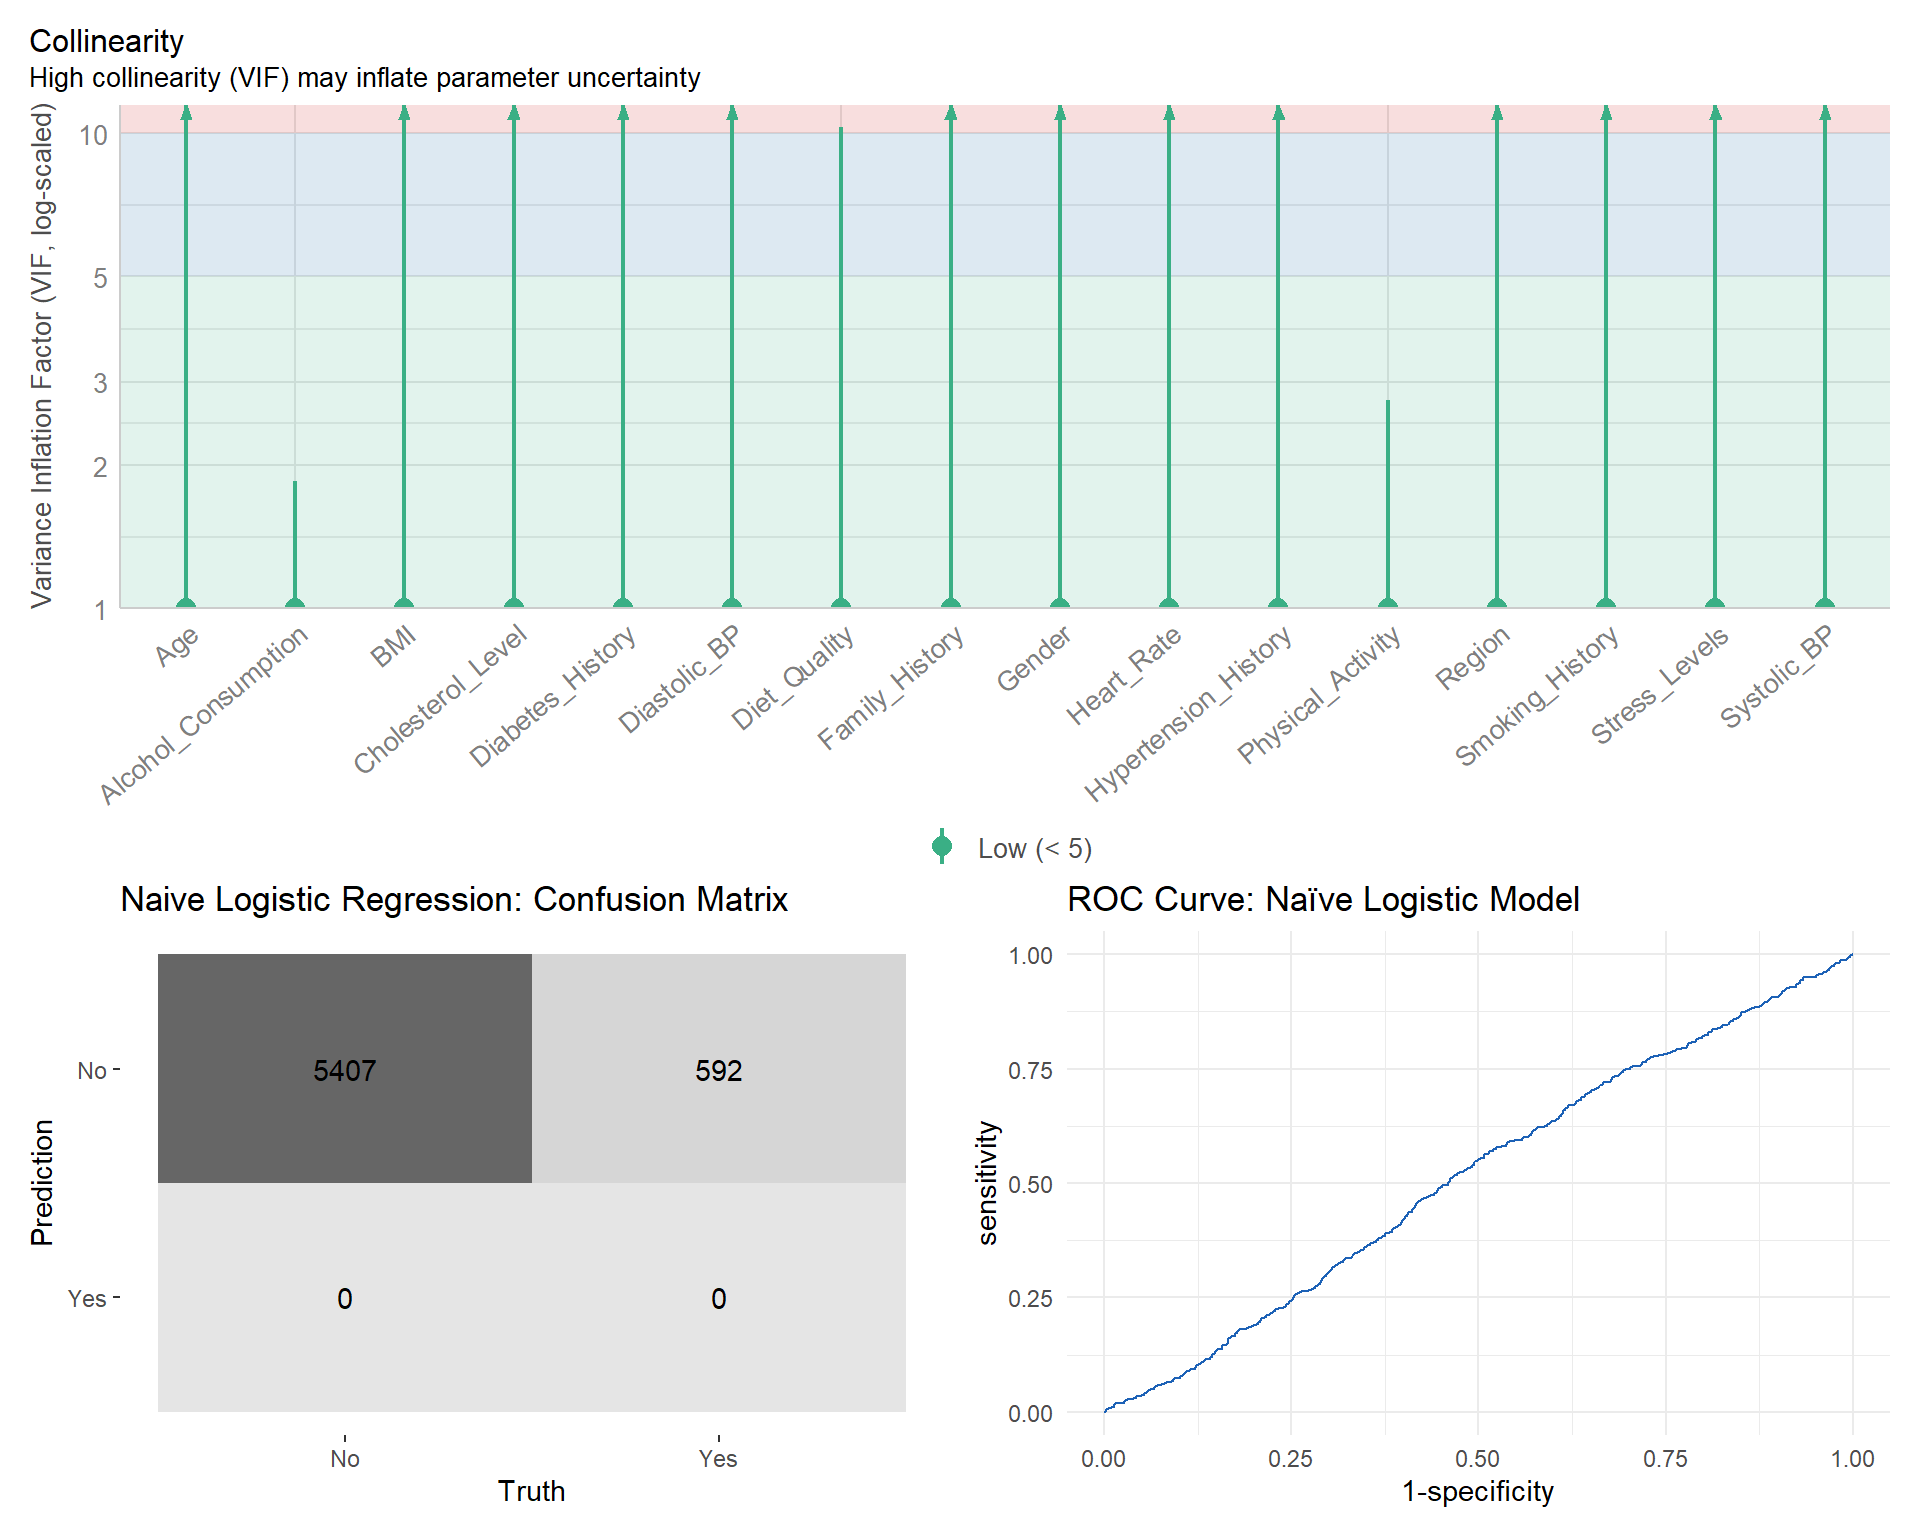 Collinearity
High collinearity (VIF) may inflate parameter uncertainty
Variance Inflation Factor (VIF, log-scaled)
10
5
3
2
1
Age
Alcohol_Consumption
BMI
Cholesterol_Level
Diabetes_History
Diastolic_BP
Diet_Quality
Family_History
Gender
Heart_Rate
Hypertension_History
Physical_Activity
Region
Smoking_History
Stress_Levels
Systolic_BP
Low (< 5)
Naive Logistic Regression: Confusion Matrix
Prediction
No
Yes
5407
592
0
0
No
Yes
Truth
ROC Curve: Naïve Logistic Model
sensitivity
1.00
0.75
0.50
0.25
0.00
0.00
0.25
0.50
0.75
1.00
1-specificity